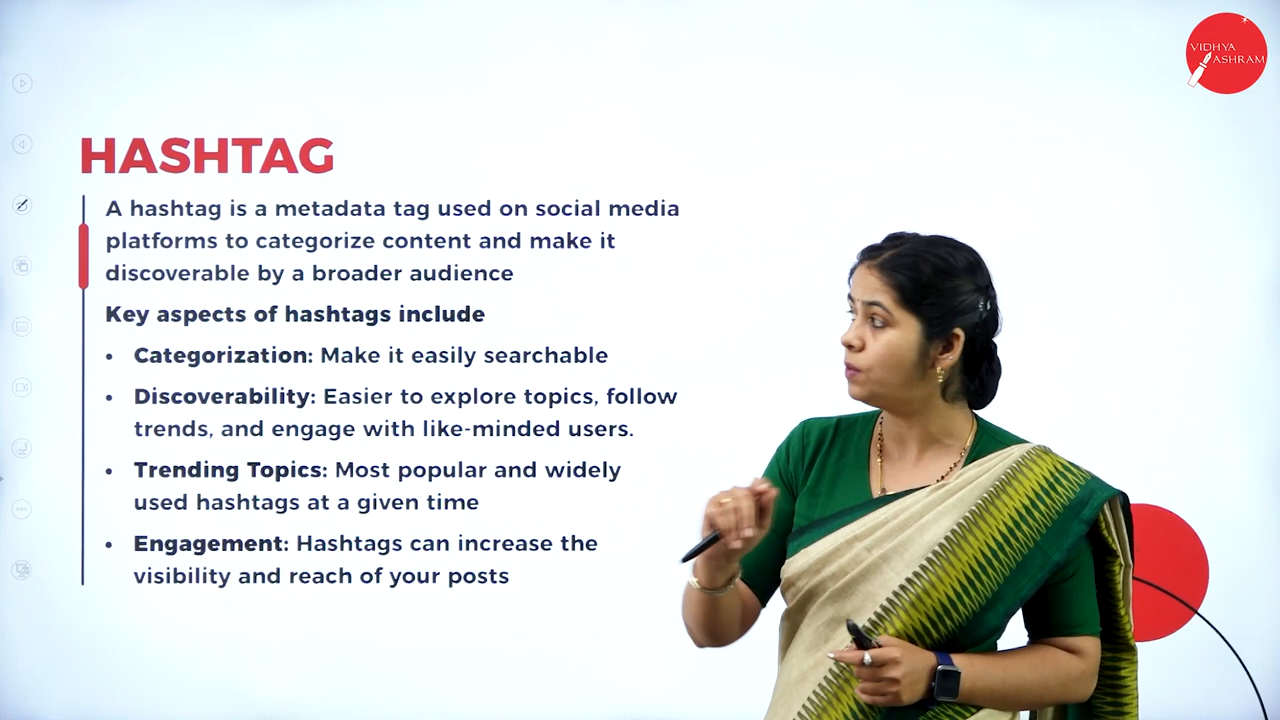 VIDHYA
ASHRAM
HASHTAG
A hashtag is a metadata tag used on social media
platforms to categorize content and make it
discoverable by a broader audience
Key aspects of hashtags include
• Categorization: Make it easily searchable
• Discoverability: Easier to explore topics, follow
trends, and engage with like-minded users.
• Trending Topics: Most popular and widely
used hashtags at a given time
• Engagement: Hashtags can increase the
visibility and reach of your posts